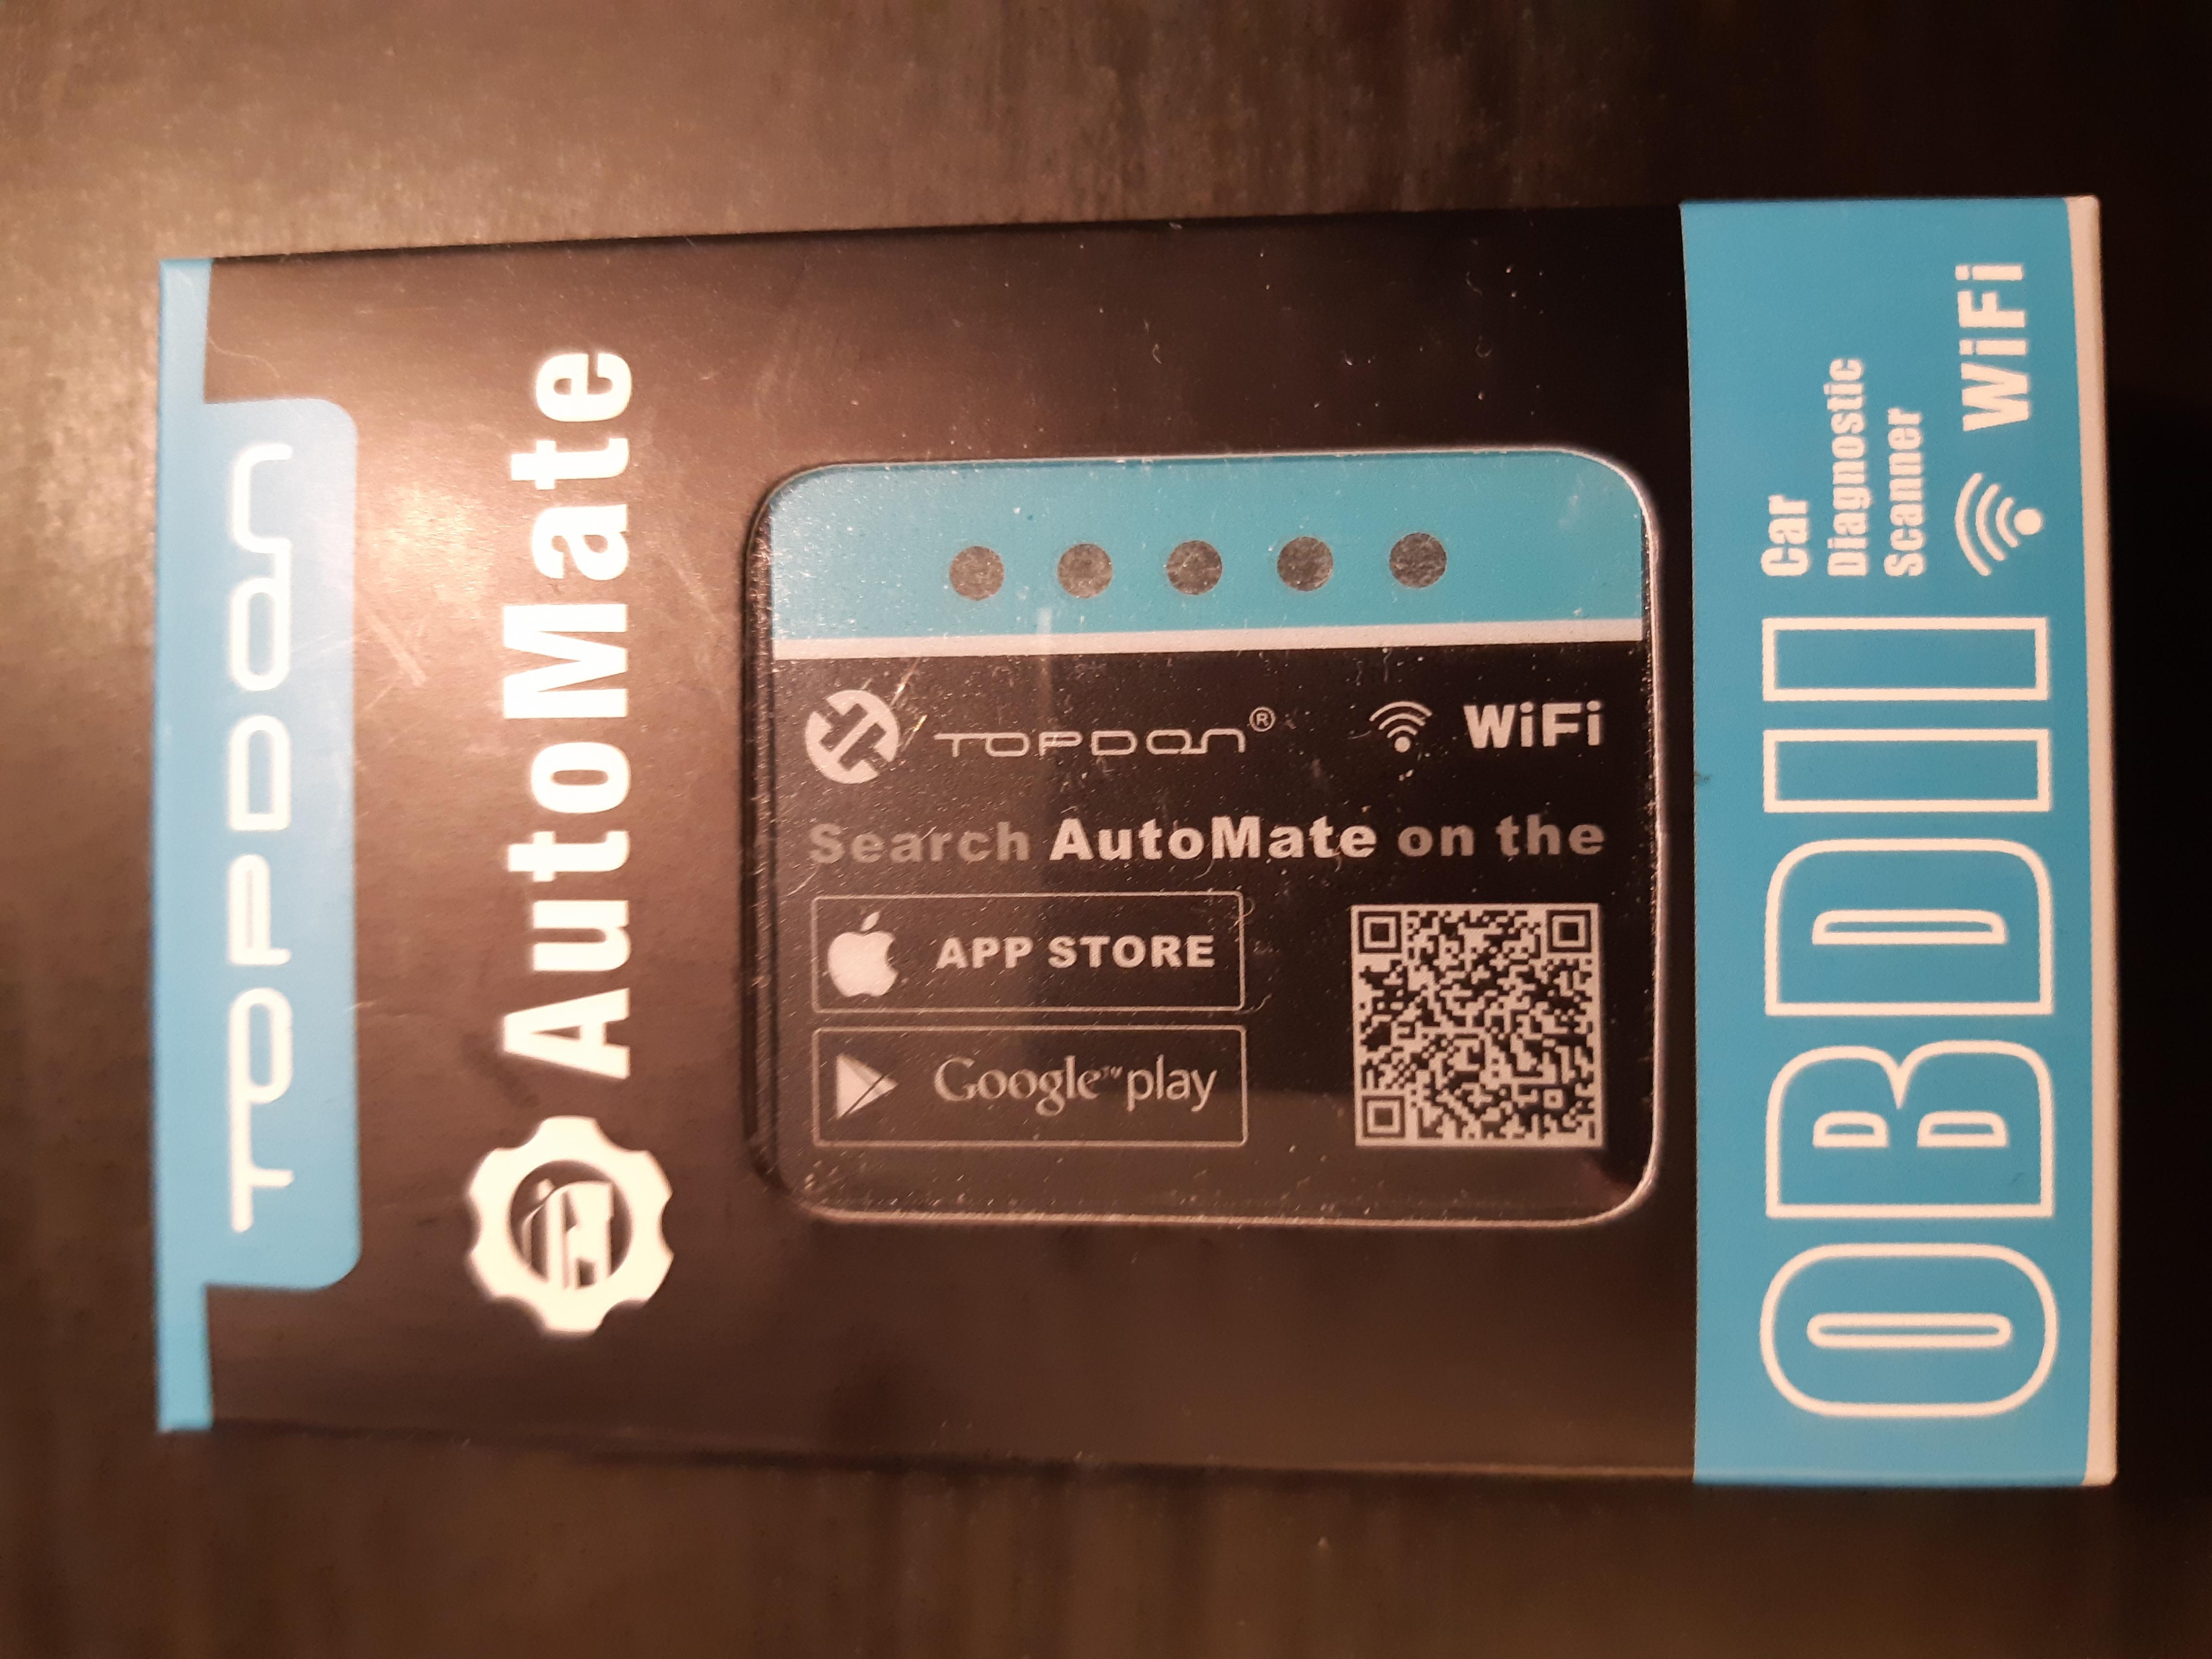 TOPDON
AutoMate
TOPDON®
WiFi
Search AutoMate on the
APP STORE
Google™ play
OBDII
Car
Diagnostic
Scanner
WiFi